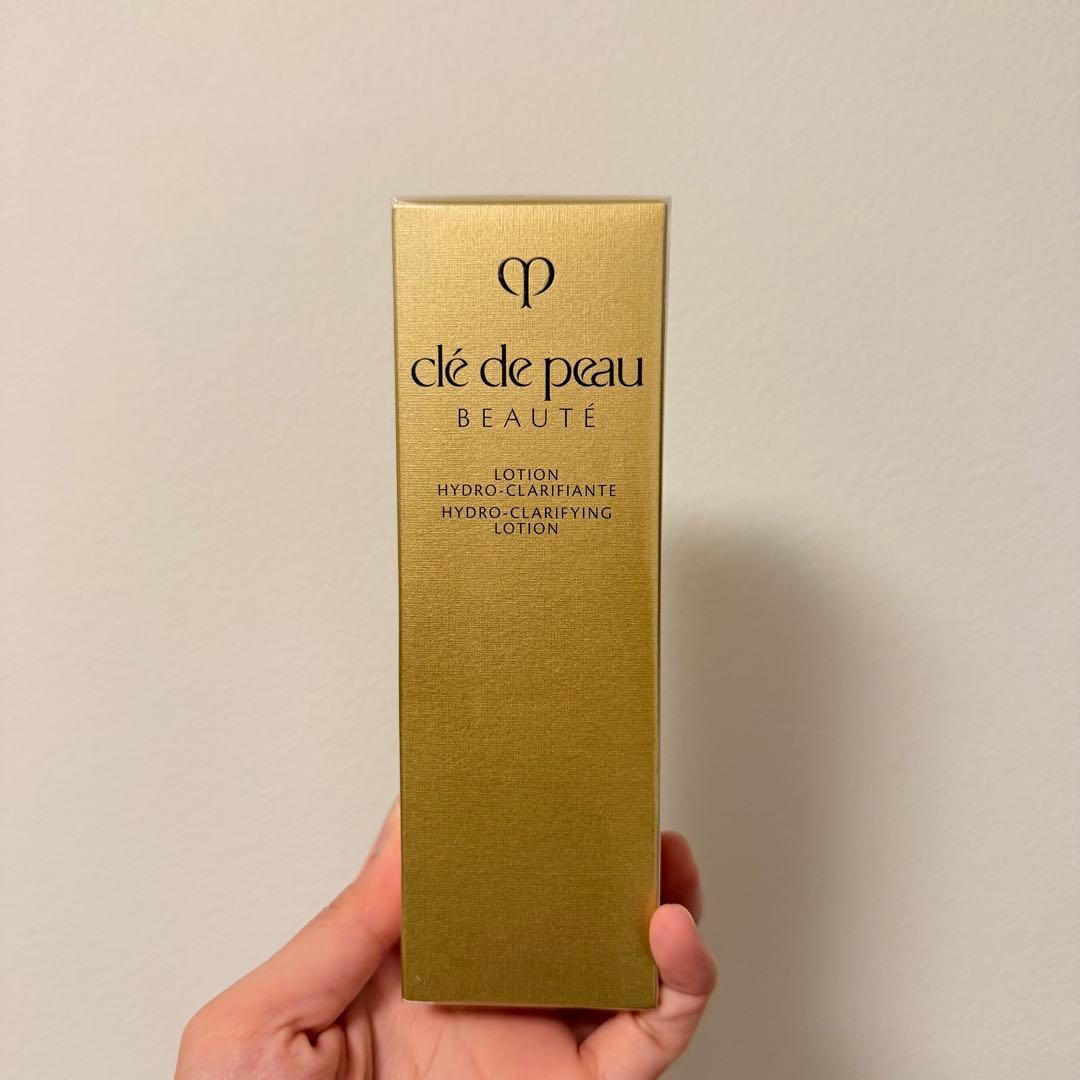 clé de peau
BEAUTÉ
LOTION
HYDRO-CLARIFIANTE
HYDRO-CLARIFYING
LOTION